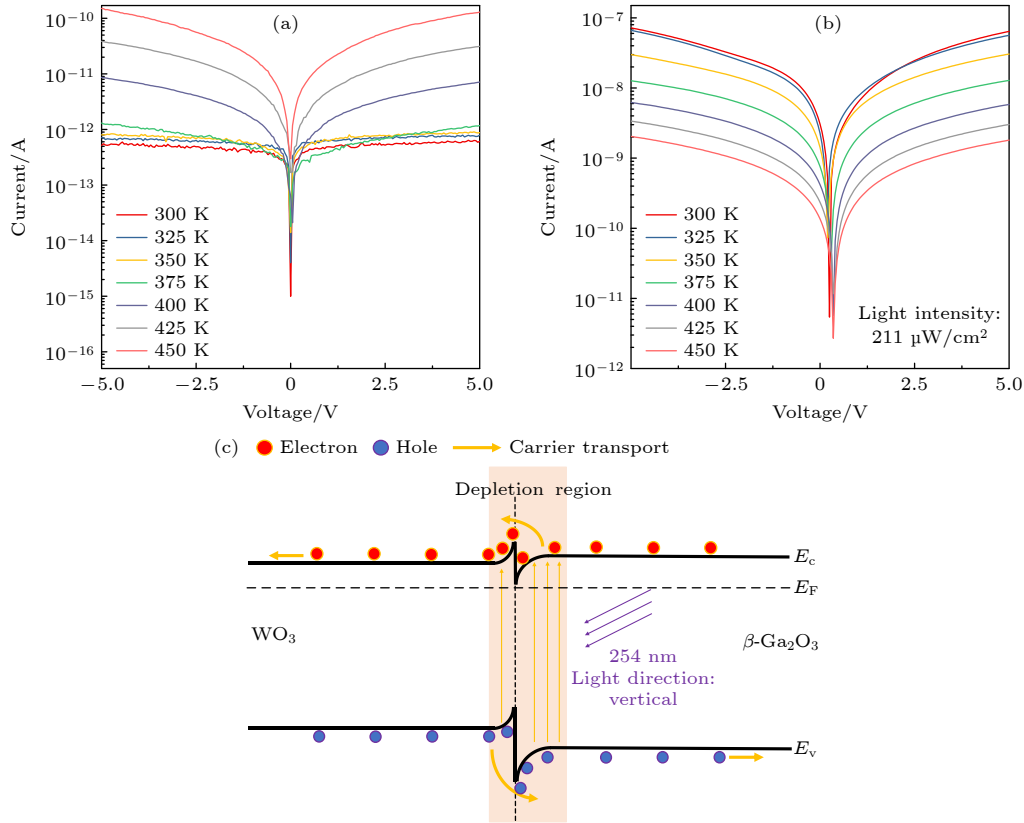 (a)
10⁻¹⁰
10⁻¹¹
10⁻¹²
10⁻¹³
10⁻¹⁴
10⁻¹⁵
10⁻¹⁶
Current/A
300 K
325 K
350 K
375 K
400 K
425 K
450 K
−5.0
−2.5
0
2.5
5.0
Voltage/V
(b)
10⁻⁷
10⁻⁸
10⁻⁹
10⁻¹⁰
10⁻¹¹
10⁻¹²
Current/A
300 K
325 K
350 K
375 K
400 K
425 K
450 K
Light intensity:
211 μW/cm²
−2.5
0
2.5
5.0
Voltage/V
(c)
Electron
Hole
Carrier transport
Depletion region
E_c
E_F
WO₃
β-Ga₂O₃
254 nm
Light direction:
vertical
E_v